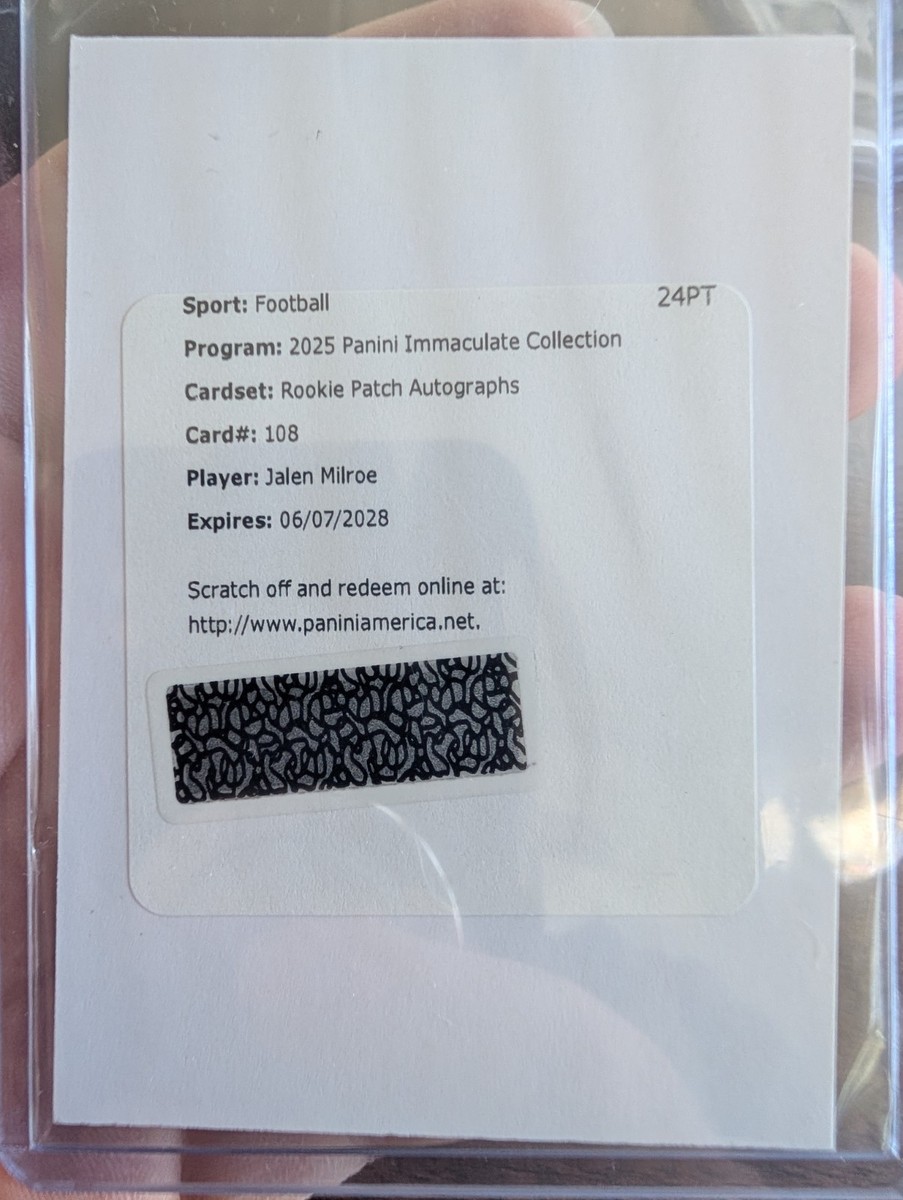 Sport: Football 24PT
Program: 2025 Panini Immaculate Collection
Cardset: Rookie Patch Autographs
Card#: 108
Player: Jalen Milroe
Expires: 06/07/2028
Scratch off and redeem online at:
http://www.paniniamerica.net.